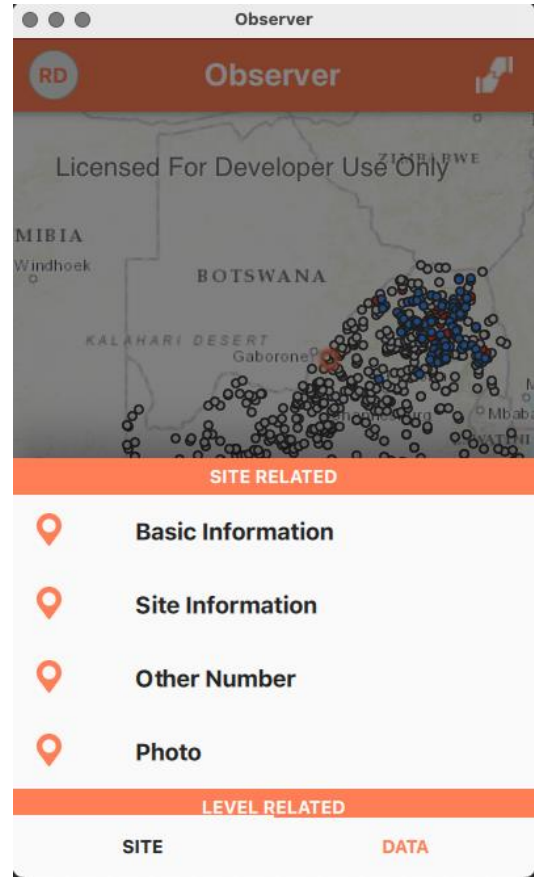 Observer
RD
Observer
ZIMBABWE
Licensed For Developer Use Only
MIBIA
Windhoek
BOTSWANA
KALAHARI DESERT
Gaborone
Mbaba
SITE RELATED
Basic Information
Site Information
Other Number
Photo
LEVEL RELATED
SITE
DATA